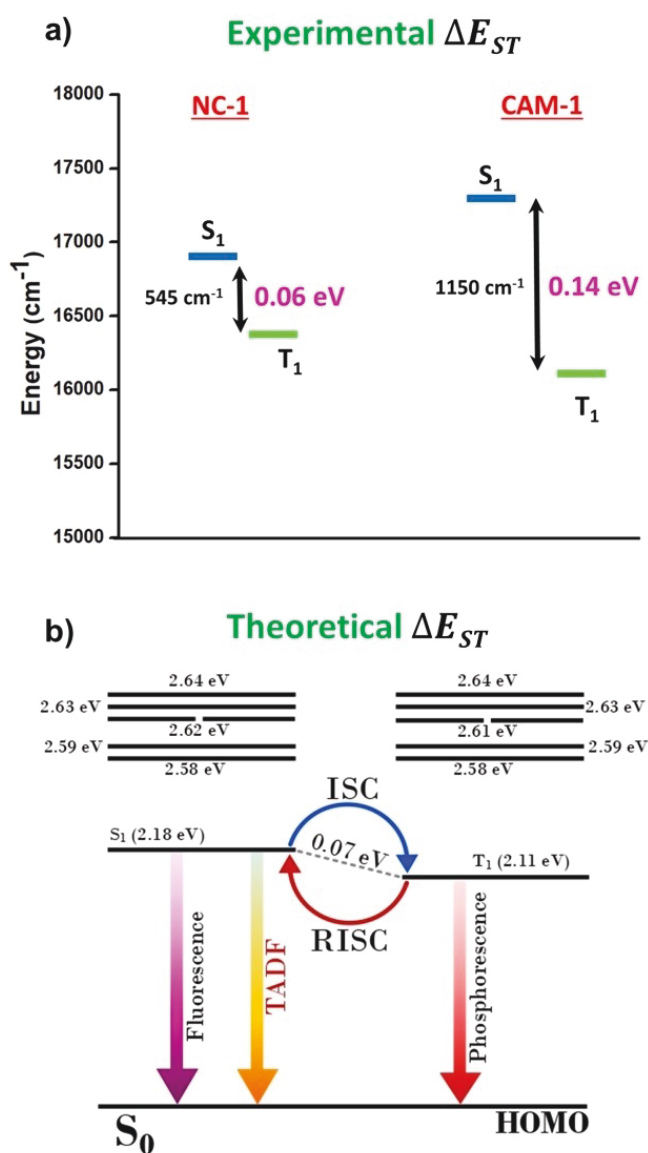 a) Experimental ΔE_ST
18000
17500
17000
16500
16000
15500
15000
Energy (cm⁻¹)
NC-1
S₁
545 cm⁻¹ 0.06 eV
T₁
CAM-1
S₁
1150 cm⁻¹ 0.14 eV
T₁
b) Theoretical ΔE_ST
2.64 eV
2.63 eV
2.62 eV
2.59 eV
2.58 eV
2.64 eV
2.63 eV
2.61 eV
2.59 eV
2.58 eV
ISC
S₁ (2.18 eV)
0.07 eV
T₁ (2.11 eV)
RISC
Fluorescence
TADF
Phosphorescence
S₀
HOMO